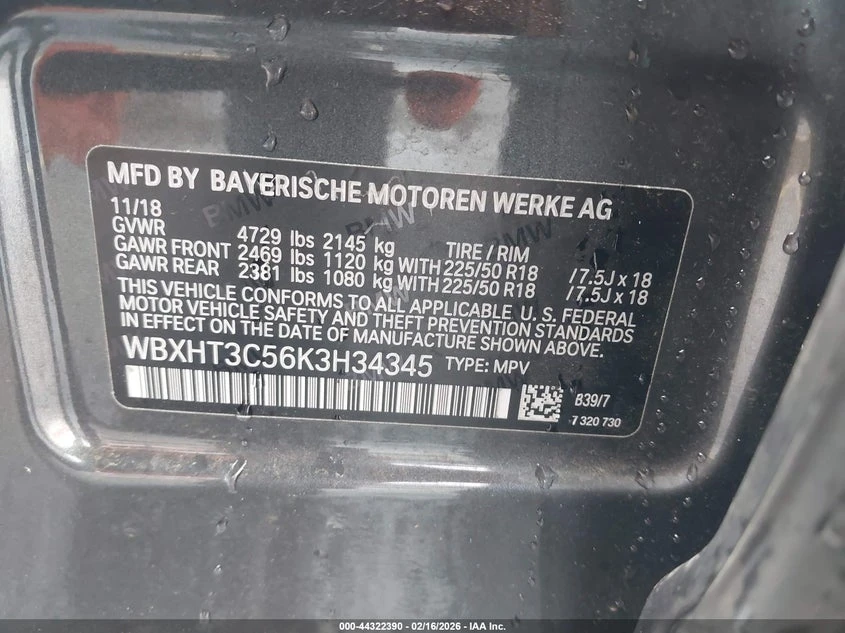 MFD BY BAYERISCHE MOTOREN WERKE AG
11/18
GVWR 4729 lbs 2145 kg TIRE / RIM
GAWR FRONT 2469 lbs 1120 kg WITH 225/50 R18 / 7.5J x 18
GAWR REAR 2381 lbs 1080 kg WITH 225/50 R18 / 7.5J x 18
THIS VEHICLE CONFORMS TO ALL APPLICABLE U. S. FEDERAL
MOTOR VEHICLE SAFETY AND THEFT PREVENTION STANDARDS
IN EFFECT ON THE DATE OF MANUFACTURE SHOWN ABOVE.
WBXHT3C56K3H34345 TYPE: MPV
B39/7
7 320 730
BMW BMW BMW
000-44322390 - 02/16/2026 - IAA Inc.